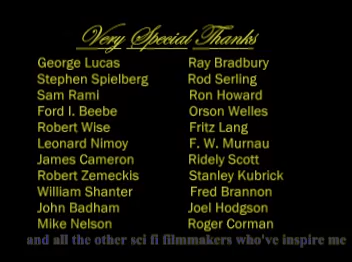 Very Special Thanks
George Lucas
Stephen Spielberg
Sam Rami
Ford I. Beebe
Robert Wise
Leonard Nimoy
James Cameron
Robert Zemeckis
William Shanter
John Badham
Mike Nelson
Ray Bradbury
Rod Serling
Ron Howard
Orson Welles
Fritz Lang
F. W. Murnau
Ridely Scott
Stanley Kubrick
Fred Brannon
Joel Hodgson
Roger Corman
and all the other sci fi filmmakers who've inspire me